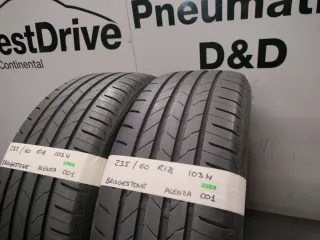 estDrive
Continental
Pneumati
D&D
235/60 R18 103H
BRIDGESTONE ALENZA 001
235/60 R18 103H
BRIDGESTONE ALENZA 001